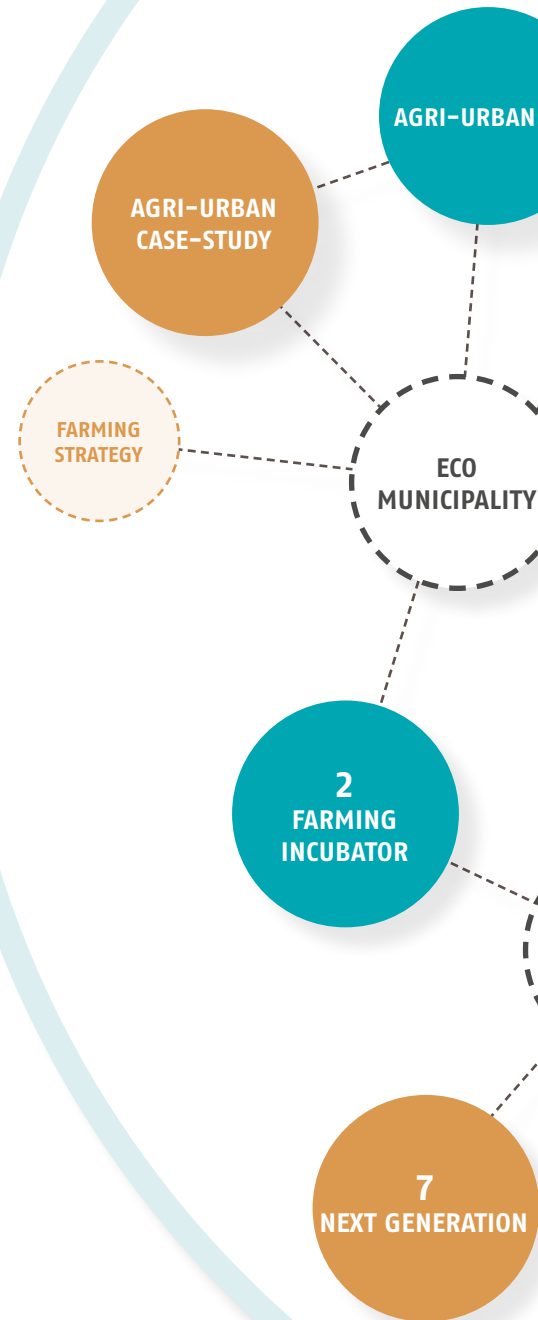 AGRI-URBAN
AGRI-URBAN
CASE-STUDY
FARMING
STRATEGY
ECO
MUNICIPALITY
2
FARMING
INCUBATOR
7
NEXT GENERATION